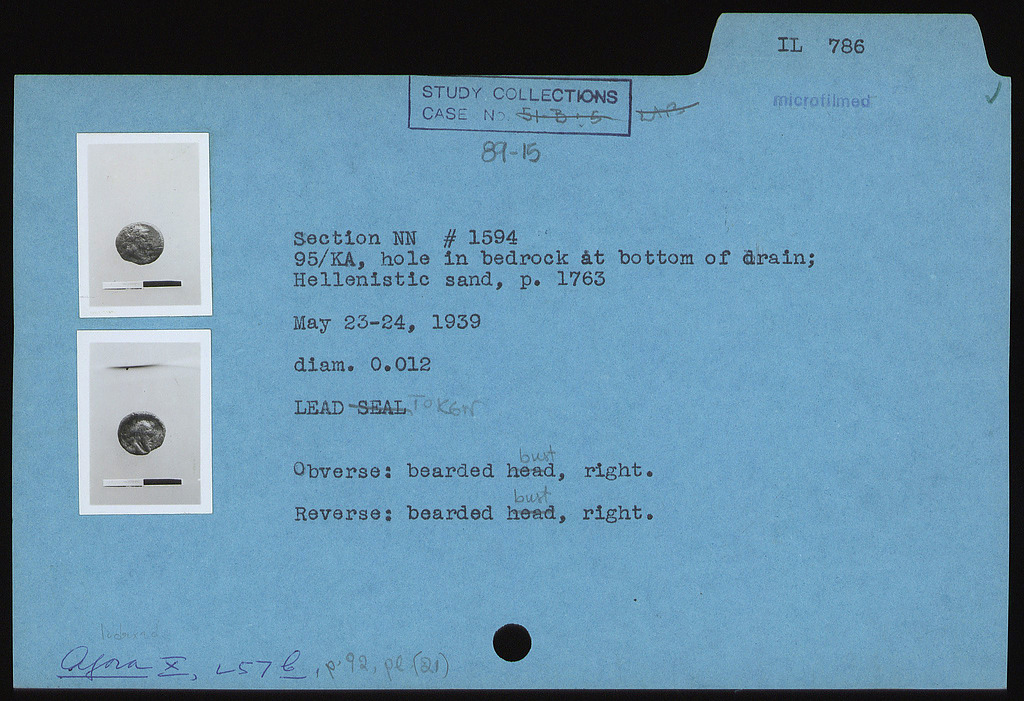 IL 786
microfilmed ✓
STUDY COLLECTIONS
CASE No. 51-B:5 LAB
89-15
Section NN # 1594
95/KA, hole in bedrock at bottom of drain;
Hellenistic sand, p. 1763
May 23-24, 1939
diam. 0.012
LEAD SEAL TOKEN
bust
Obverse: bearded head, right.
bust
Reverse: bearded head, right.
Agora X, L57 b, p. 92, pl (21)